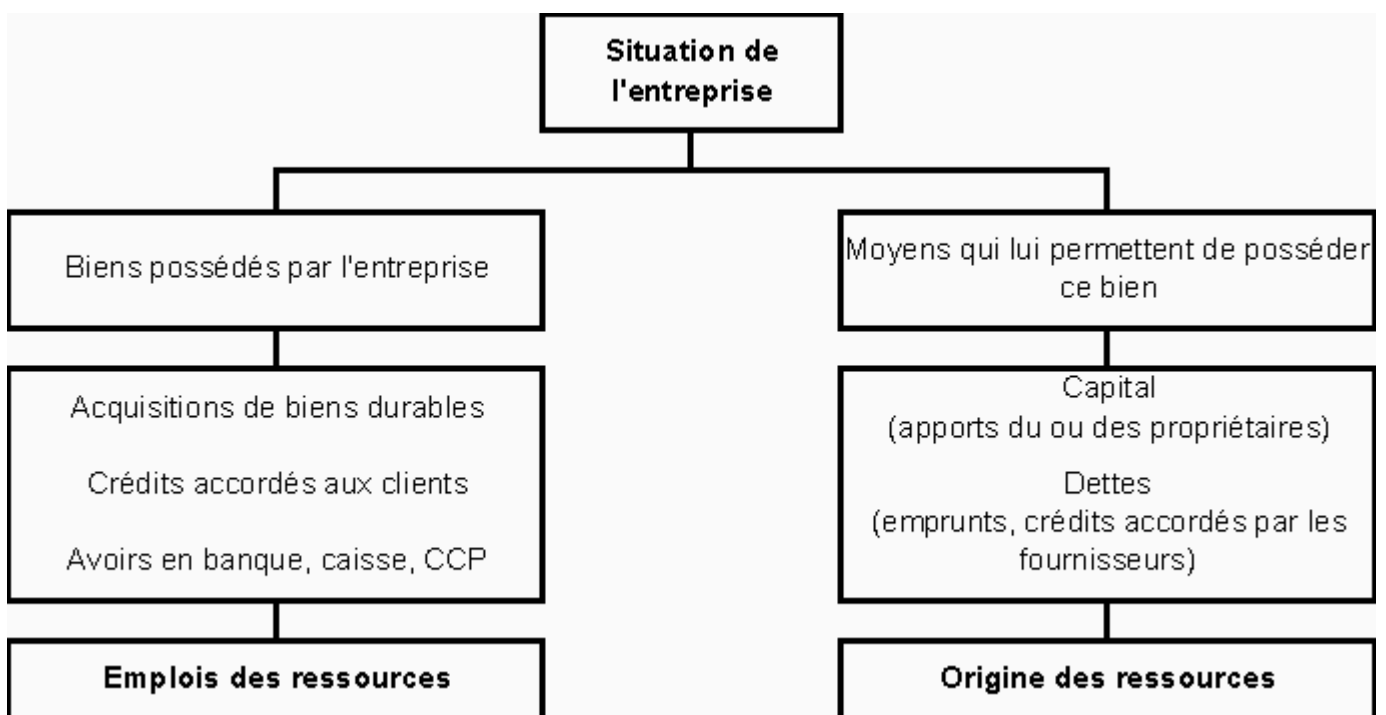 Situation de
l'entreprise
Biens possédés par l'entreprise
Moyens qui lui permettent de posséder
ce bien
Acquisitions de biens durables
Crédits accordés aux clients
Avoirs en banque, caisse, CCP
Capital
(apports du ou des propriétaires)
Dettes
(emprunts, crédits accordés par les
fournisseurs)
Emplois des ressources
Origine des ressources